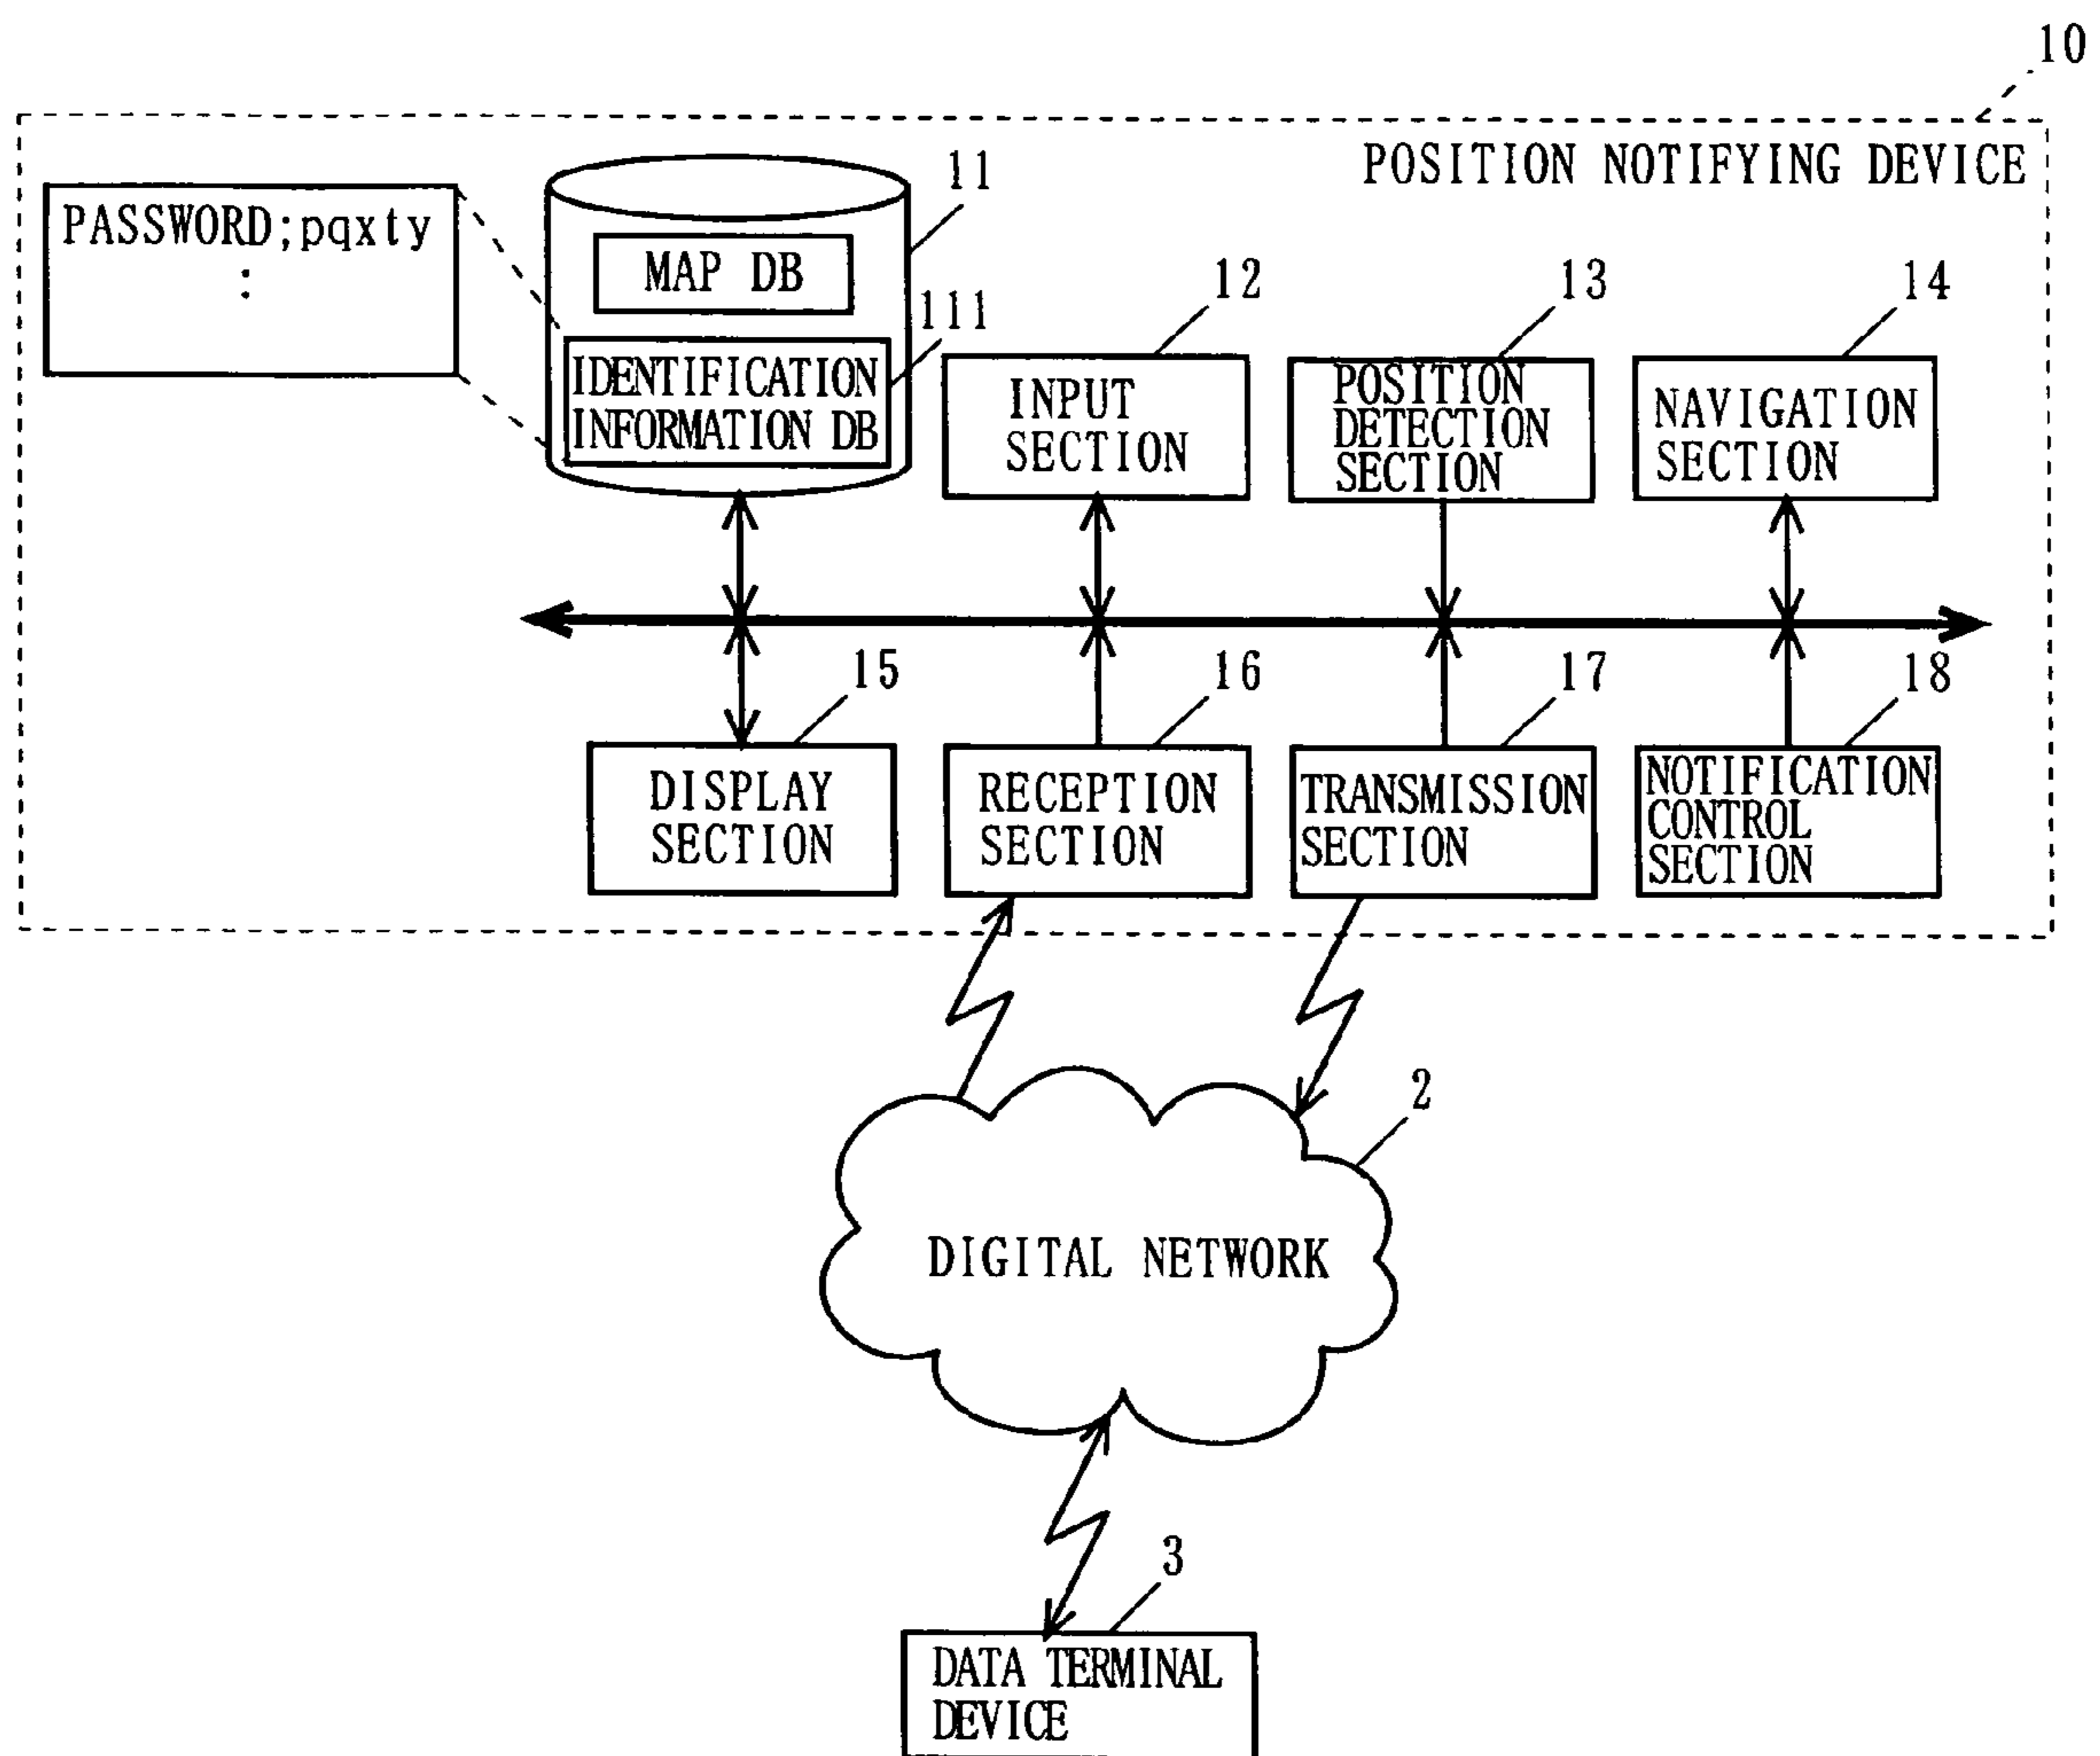 10
POSITION NOTIFYING DEVICE
11
PASSWORD;pqxty
:
MAP DB
111
12
13
14
IDENTIFICATION
INFORMATION DB
INPUT
SECTION
POSITION
DETECTION
SECTION
NAVIGATION
SECTION
15
16
17
18
DISPLAY
SECTION
RECEPTION
SECTION
TRANSMISSION
SECTION
NOTIFICATION
CONTROL
SECTION
2
DIGITAL NETWORK
3
DATA TERMINAL
DEVICE